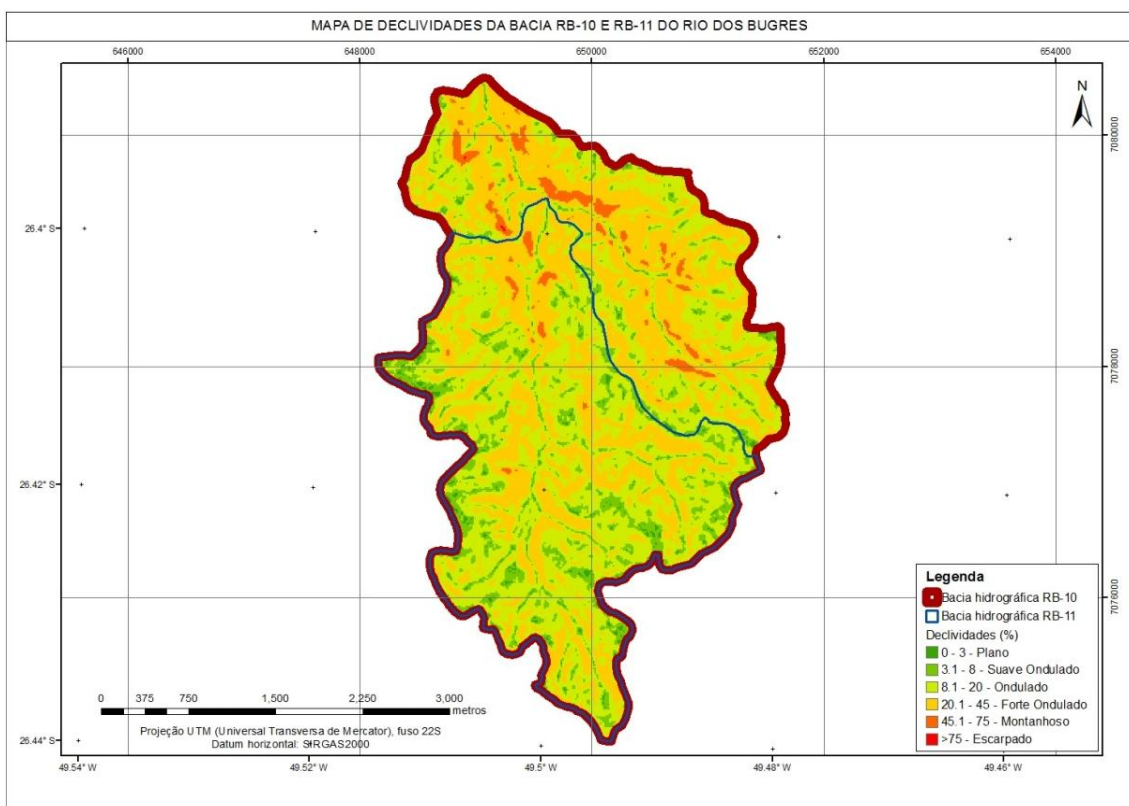 MAPA DE DECLIVIDADES DA BACIA RB-10 E RB-11 DO RIO DOS BUGRES
646000 648000 650000 652000 654000
N
7080000
26.4° S
7078000
26.42° S
7076000
Legenda
Bacia hidrográfica RB-10
Bacia hidrográfica RB-11
Declividades (%)
0 - 3 - Plano
3.1 - 8 - Suave Ondulado
8.1 - 20 - Ondulado
20.1 - 45 - Forte Ondulado
45.1 - 75 - Montanhoso
>75 - Escarpado
0 375 750 1,500 2,250 3,000
metros
Projeção UTM (Universal Transversa de Mercator), fuso 22S
Datum horizontal: SIRGAS2000
26.44° S
49.54° W 49.52° W 49.5° W 49.48° W 49.46° W